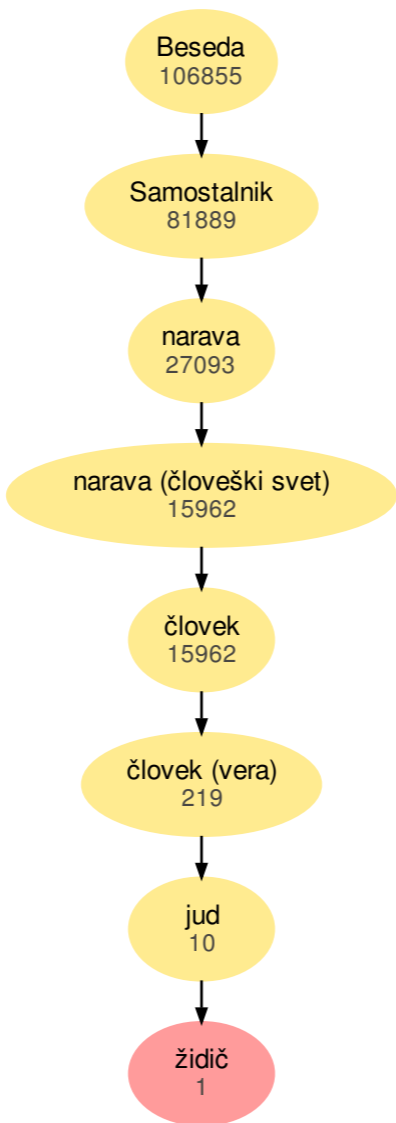 Beseda
106855
Samostalnik
81889
narava
27093
narava (človeški svet)
15962
človek
15962
človek (vera)
219
jud
10
židič
1